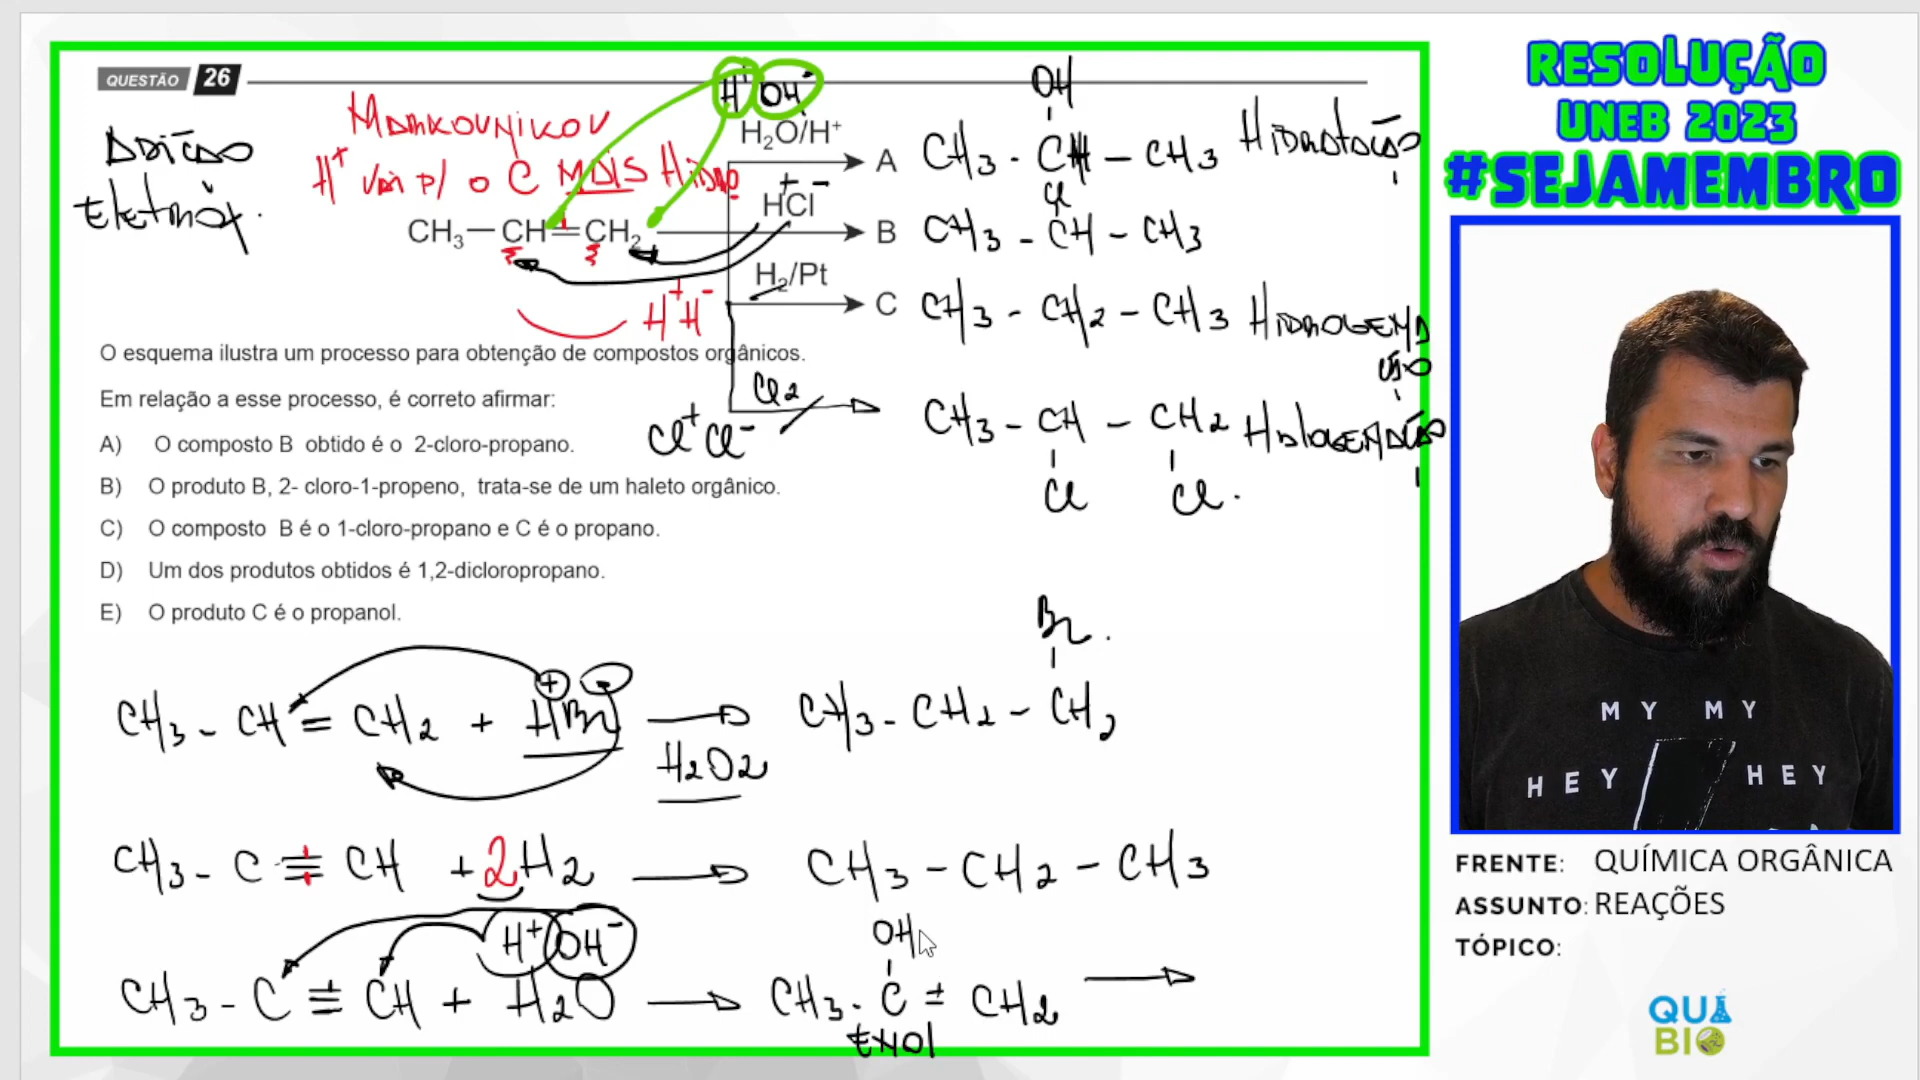 QUESTÃO 26
Adição
Eletróf.
Markovnikov
H+ vai p/ o C MAIS Hidro
H+ OH-
H2O/H+
A CH3 - CH - CH3 Hidratação
OH
CH3—CH=CH2
+ -
HCl
B CH3 - CH - CH3
Cl
H2/Pt
H+ H-
C CH3 - CH2 - CH3 Hidrogenação
O esquema ilustra um processo para obtenção de compostos orgânicos.
Cl2
Cl+ Cl-
CH3 - CH - CH2 Halogenação
Cl Cl.
Em relação a esse processo, é correto afirmar:
A) O composto B obtido é o 2-cloro-propano.
B) O produto B, 2- cloro-1-propeno, trata-se de um haleto orgânico.
C) O composto B é o 1-cloro-propano e C é o propano.
D) Um dos produtos obtidos é 1,2-dicloropropano.
E) O produto C é o propanol.
+ -
Br.
CH3 - CH = CH2 + HBr CH3 - CH2 - CH2
H2O2
CH3 - C ≡ CH + 2H2 CH3 - CH2 - CH3
H+ OH-
OH
CH3 - C ≡ CH + H2O CH3 - C = CH2
Enol
RESOLUÇÃO
UNEB 2023
#SEJAMEMBRO
MY MY
HEY HEY
FRENTE: QUÍMICA ORGÂNICA
ASSUNTO: REAÇÕES
TÓPICO:
QUÍ
BIO